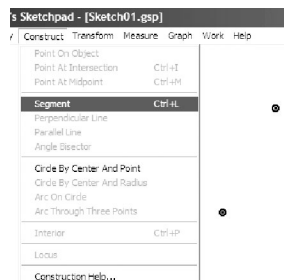 's Sketchpad - [Sketch01.gsp]
Construct Transform Measure Graph Work Help
Point On Object
Point At Intersection Ctrl+I
Point At Midpoint Ctrl+M
Segment Ctrl+L
Perpendicular Line
Parallel Line
Angle Bisector
Circle By Center And Point
Circle By Center And Radius
Arc On Circle
Arc Through Three Points
Interior Ctrl+P
Locus
Construction Help...